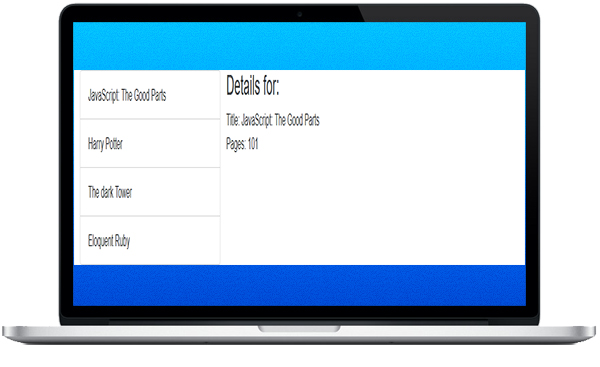 JavaScript: The Good Parts
Harry Potter
The dark Tower
Eloquent Ruby
Details for:
Title: JavaScript: The Good Parts
Pages: 101